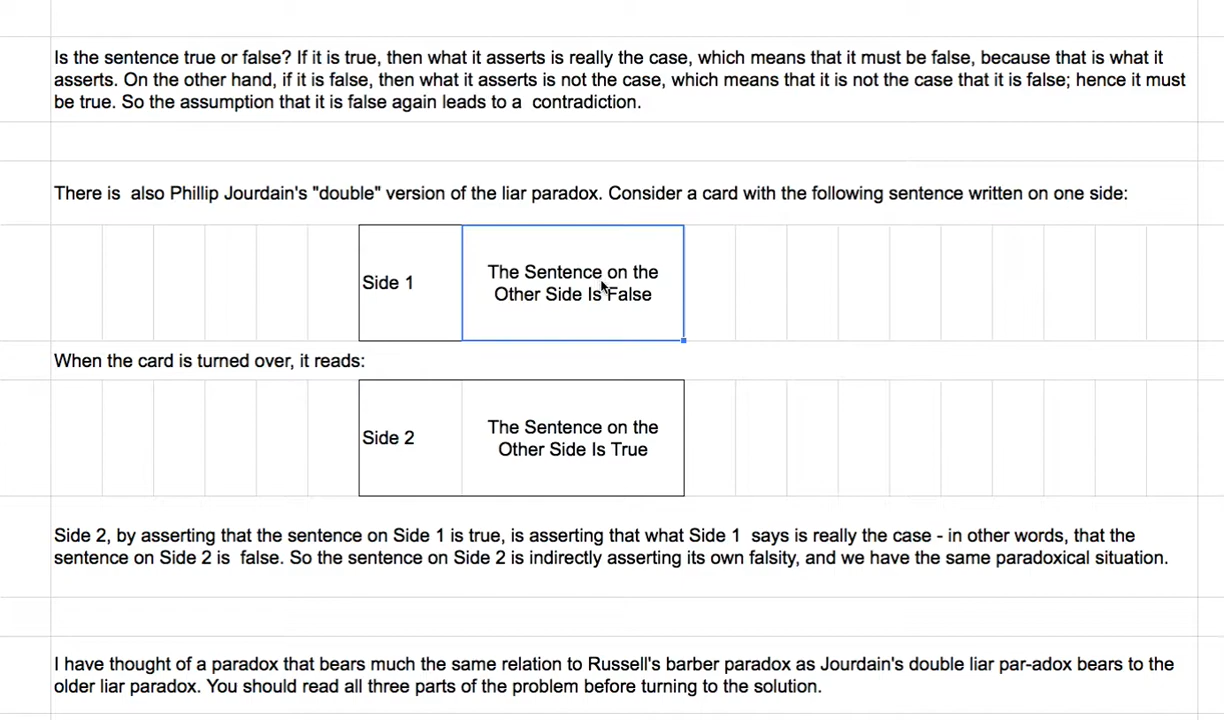 Is the sentence true or false? If it is true, then what it asserts is really the case, which means that it must be false, because that is what it
asserts. On the other hand, if it is false, then what it asserts is not the case, which means that it is not the case that it is false; hence it must
be true. So the assumption that it is false again leads to a  contradiction.
There is  also Phillip Jourdain's "double" version of the liar paradox. Consider a card with the following sentence written on one side:
Side 1
The Sentence on the
Other Side Is False
When the card is turned over, it reads:
Side 2
The Sentence on the
Other Side Is True
Side 2, by asserting that the sentence on Side 1 is true, is asserting that what Side 1  says is really the case - in other words, that the
sentence on Side 2 is  false. So the sentence on Side 2 is indirectly asserting its own falsity, and we have the same paradoxical situation.
I have thought of a paradox that bears much the same relation to Russell's barber paradox as Jourdain's double liar par-adox bears to the
older liar paradox. You should read all three parts of the problem before turning to the solution.